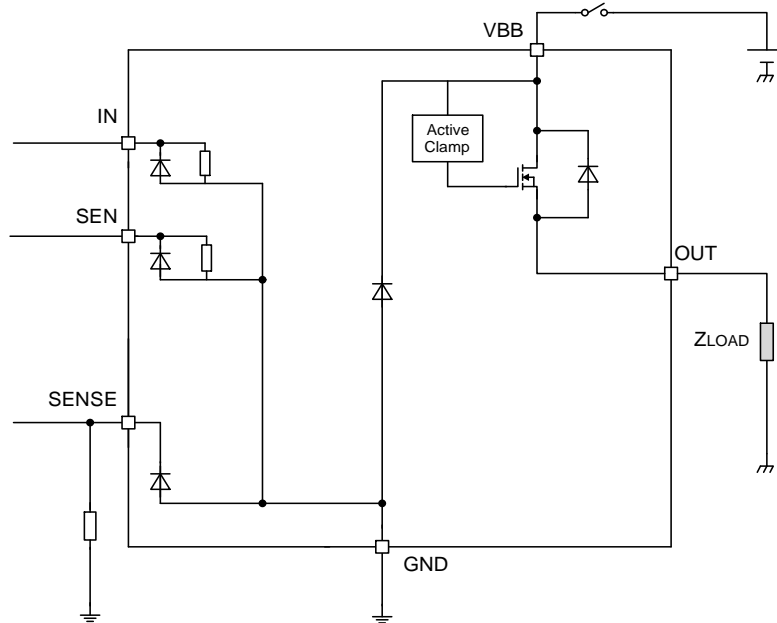 VBB
IN
Active
Clamp
SEN
OUT
ZLOAD
SENSE
GND